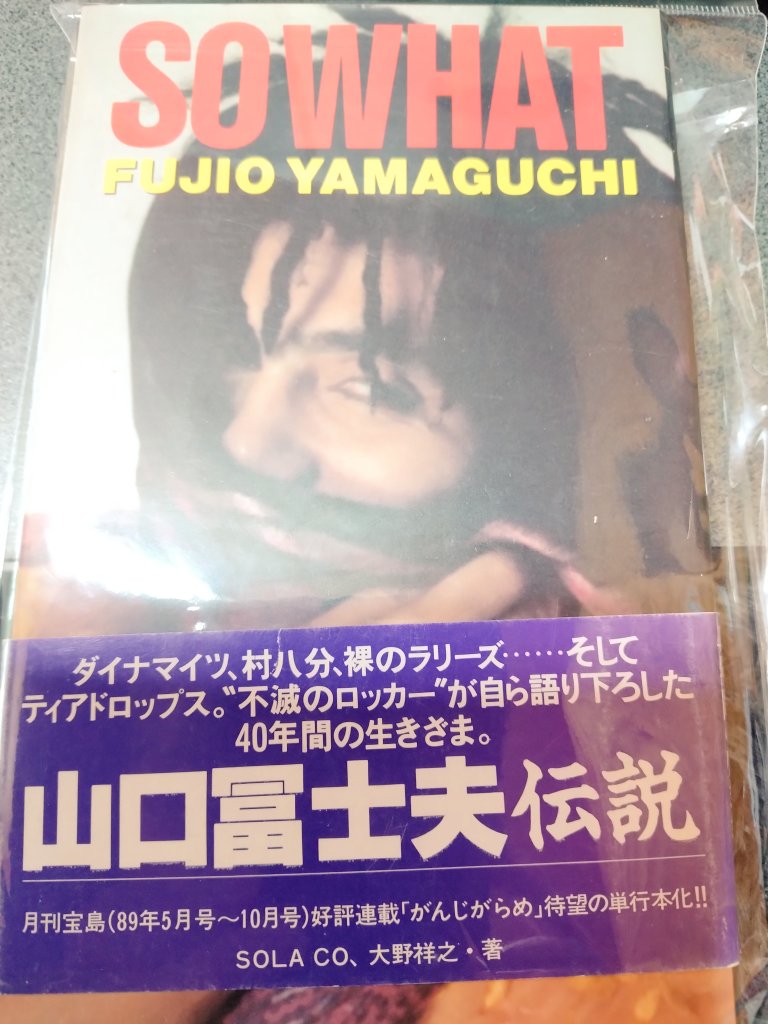 SO WHAT
FUJIO YAMAGUCHI
ダイナマイツ、村八分、裸のラリーズ……そして
ティアドロップス。“不滅のロッカー”が自ら語り下ろした
40年間の生きざま。
山口冨士夫伝説
月刊宝島(89年5月号〜10月号)好評連載「がんじがらめ」待望の単行本化!!
SOLA CO、大野祥之・著